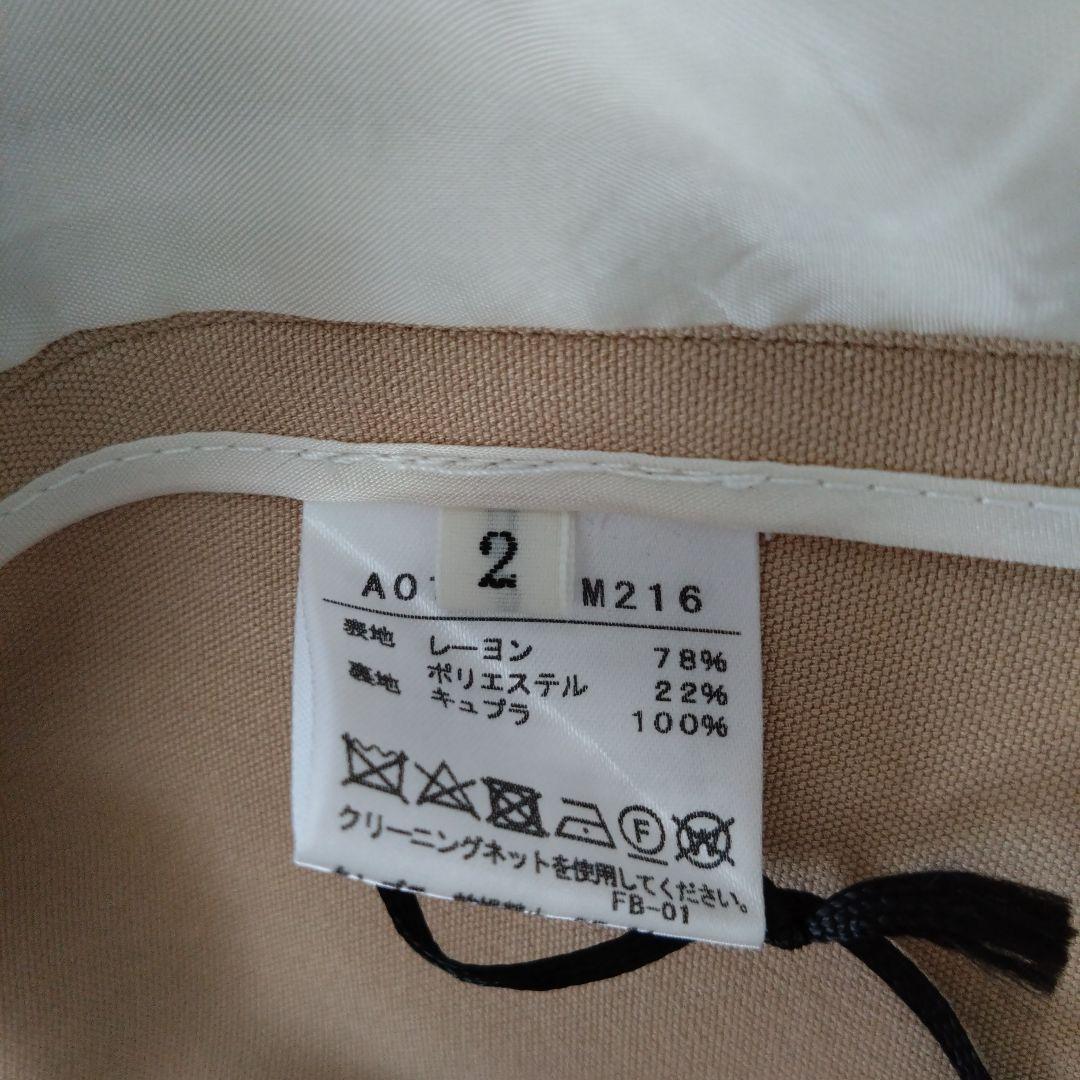 2
A0 M216
表地 レーヨン 78%
ポリエステル 22%
裏地 キュプラ 100%
クリーニングネットを使用してください。
FB-01